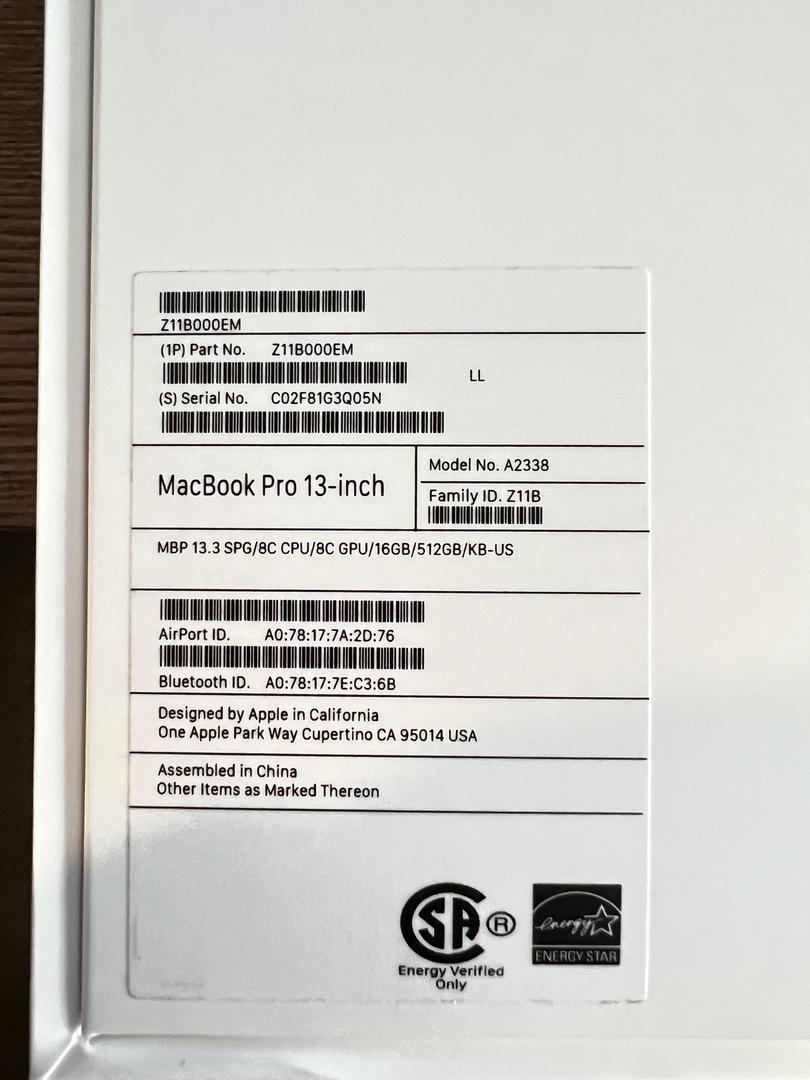 Z11B000EM
(1P) Part No. Z11B000EM
LL
(S) Serial No. C02F81G3Q05N
MacBook Pro 13-inch
Model No. A2338
Family ID. Z11B
MBP 13.3 SPG/8C CPU/8C GPU/16GB/512GB/KB-US
AirPort ID. A0:78:17:7A:2D:76
Bluetooth ID. A0:78:17:7E:C3:6B
Designed by Apple in California
One Apple Park Way Cupertino CA 95014 USA
Assembled in China
Other Items as Marked Thereon
SA ®
Energy Verified
Only
energy
ENERGY STAR